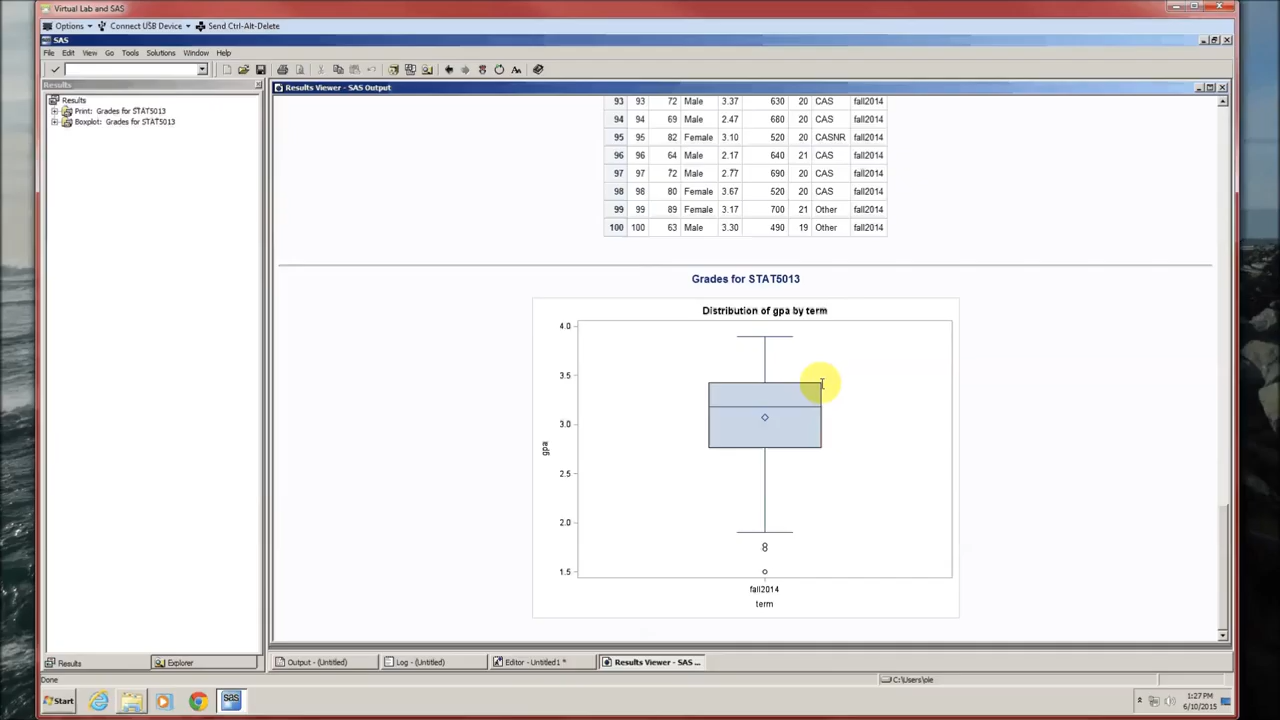 Virtual Lab and SAS
Options Connect USB Device Send Ctrl-Alt-Delete
SAS
File Edit View Go Tools Solutions Window Help
Results
Results Viewer - SAS Output
Results
Print: Grades for STAT5013
Boxplot: Grades for STAT5013
93 93 72 Male 3.37 630 20 CAS fall2014
94 94 69 Male 2.47 680 20 CAS fall2014
95 95 82 Female 3.10 520 20 CASNR fall2014
96 96 64 Male 2.17 640 21 CAS fall2014
97 97 72 Male 2.77 690 20 CAS fall2014
98 98 80 Female 3.67 520 20 CAS fall2014
99 99 89 Female 3.17 700 21 Other fall2014
100 100 63 Male 3.30 490 19 Other fall2014
Grades for STAT5013
Distribution of gpa by term
4.0
3.5
3.0
gpa
2.5
2.0
1.5
fall2014
term
Results Explorer Output - (Untitled) Log - (Untitled) Editor - Untitled1 * Results Viewer - SAS ...
Done C:\Users\ple
Start sas 1:27 PM
6/10/2015